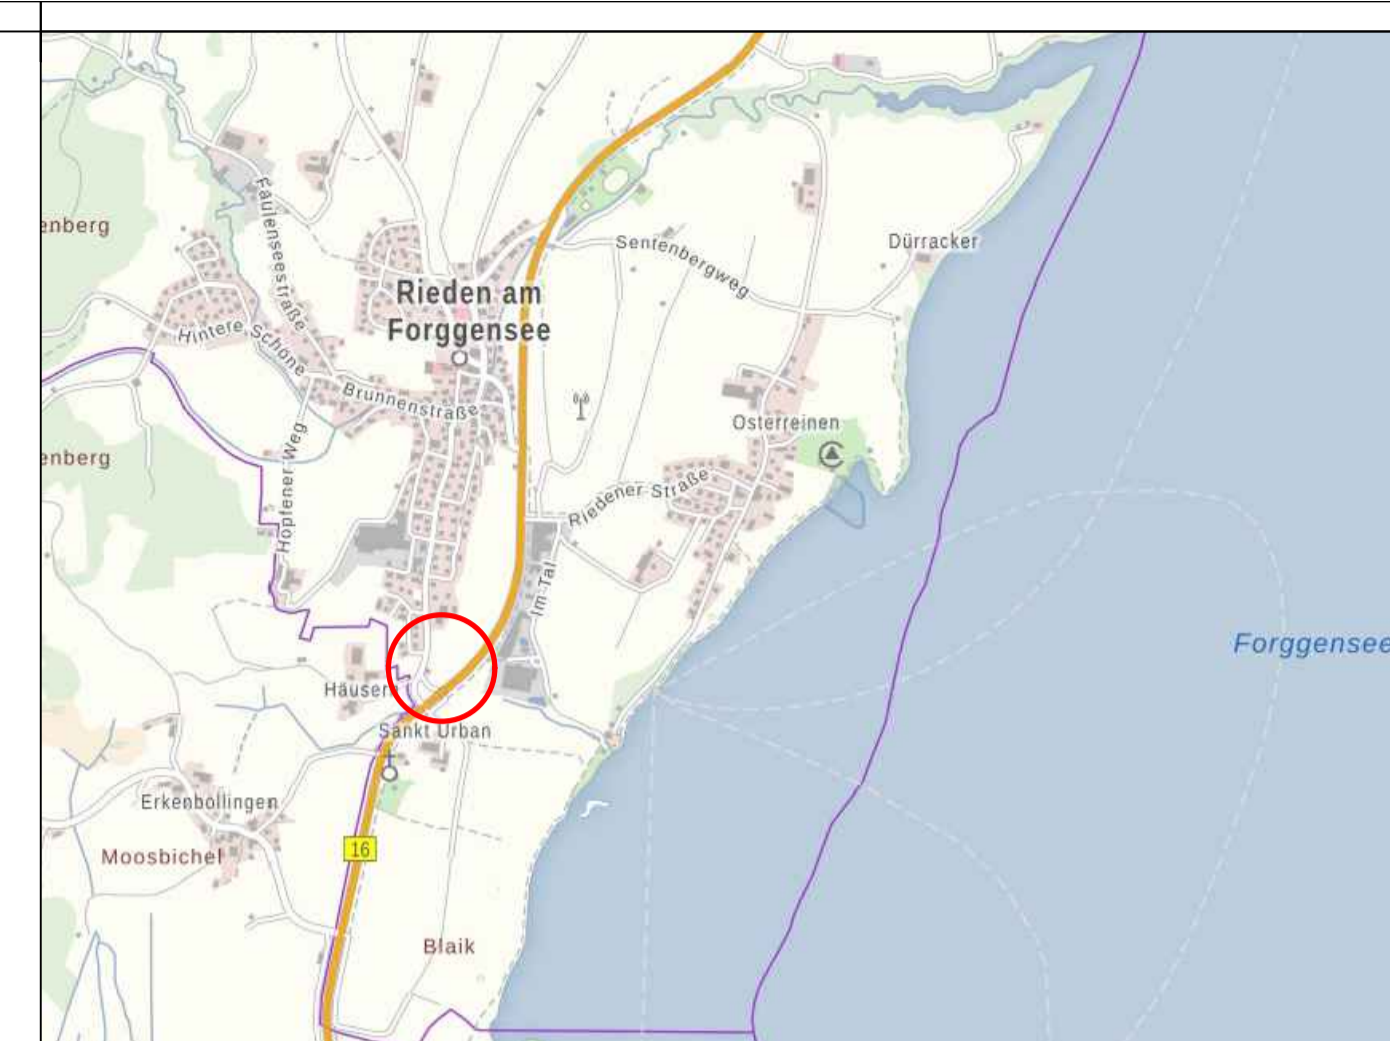 enberg
Faulenseestraße
Sentenbergweg
Dürracker
Rieden am
Forggensee
Hintere Schöne
Brunnenstraße
Osterreinen
enberg
Hopfener Weg
Riedener Straße
Im Tal
Forggensee
Häusern
Sankt Urban
Erkenbollingen
16
Moosbichel
Blaik